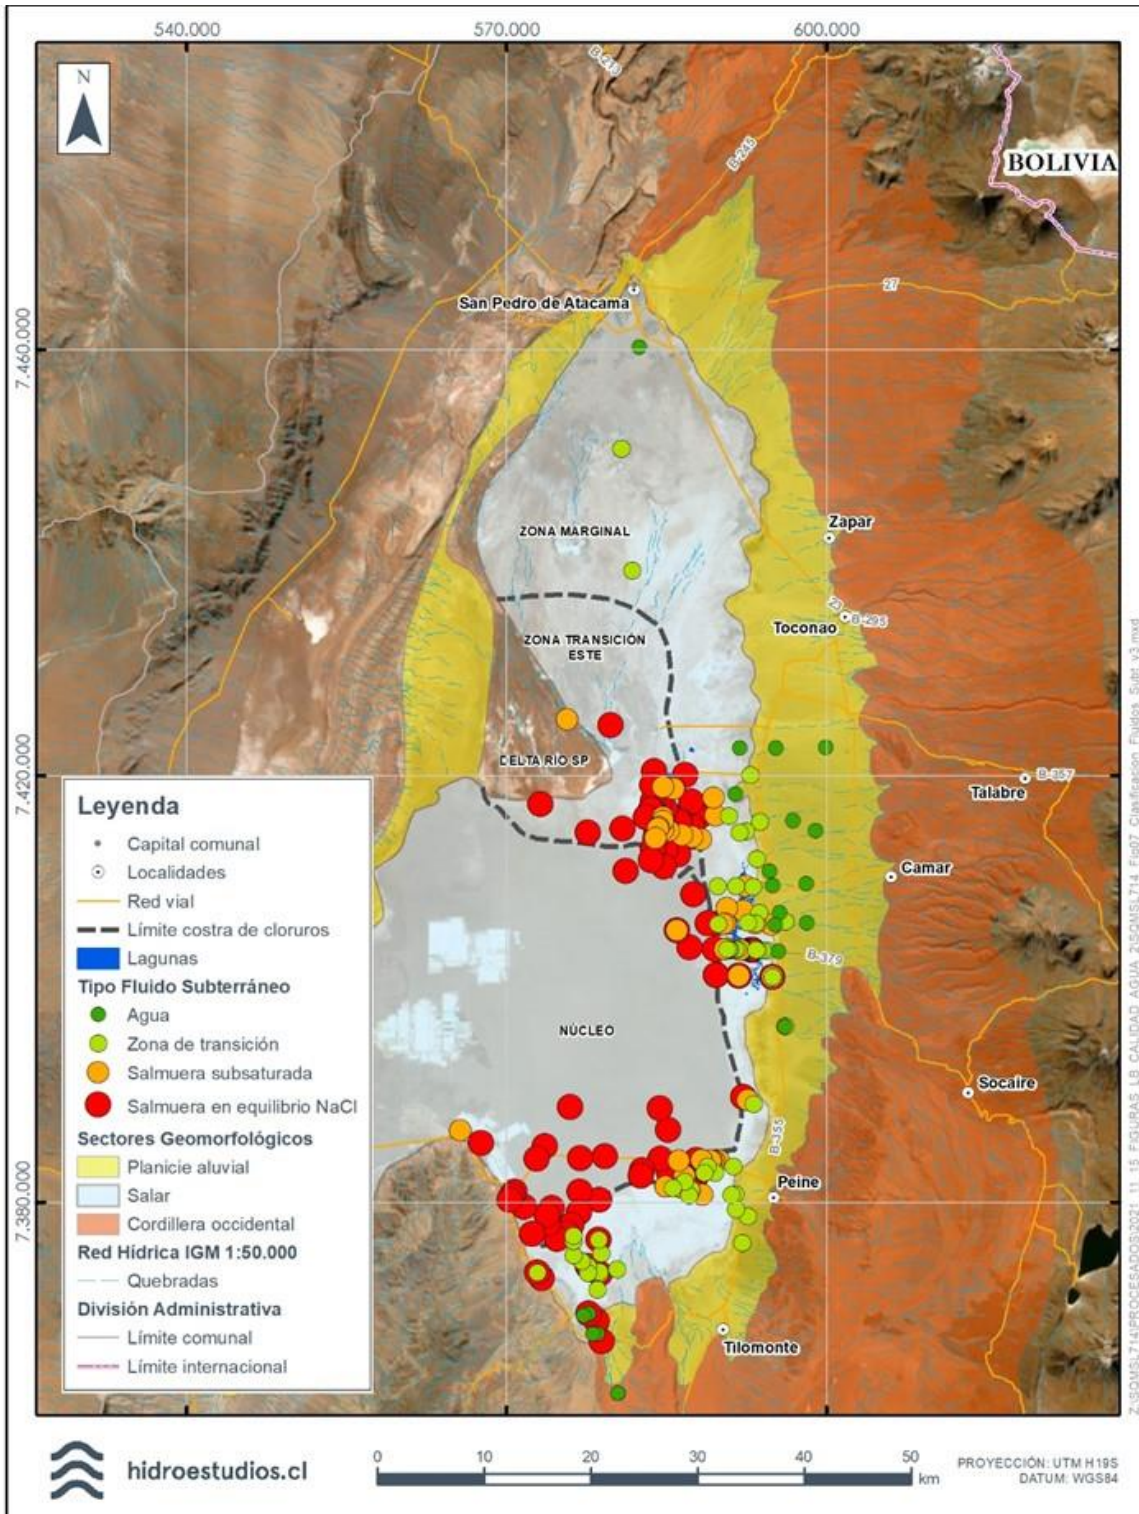 540.000
570.000
600.000
N
B-245
BOLIVIA
27
San Pedro de Atacama
7.460.000
ZONA MARGINAL
Zapar
23
B-295
Toconao
ZONA TRANSICIÓN
ESTE
DELTA RÍO SP
7.420.000
B-357
Talabre
Camar
B-379
NÚCLEO
Socaire
B-355
Peine
7.380.000
Tilomonte
Leyenda
Capital comunal
Localidades
Red vial
Límite costra de cloruros
Lagunas
Tipo Fluido Subterráneo
Agua
Zona de transición
Salmuera subsaturada
Salmuera en equilibrio NaCl
Sectores Geomorfológicos
Planicie aluvial
Salar
Cordillera occidental
Red Hídrica IGM 1:50.000
Quebradas
División Administrativa
Límite comunal
Límite internacional
hidroestudios.cl
0 10 20 30 40 50
km
PROYECCIÓN: UTM H19S
DATUM: WGS84